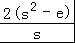 2(s² − e)
s